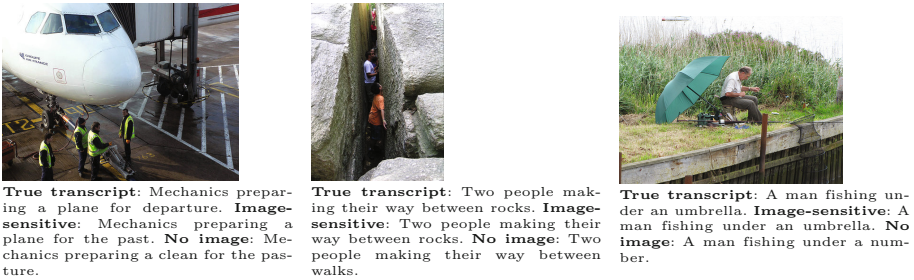 True transcript: Mechanics prepar-
ing a plane for departure. Image-
sensitive: Mechanics preparing a
plane for the past. No image: Me-
chanics preparing a clean for the pas-
ture.
True transcript: Two people mak-
ing their way between rocks. Image-
sensitive: Two people making their
way between rocks. No image: Two
people making their way between
walks.
True transcript: A man fishing un-
der an umbrella. Image-sensitive: A
man fishing under an umbrella. No
image: A man fishing under a num-
ber.